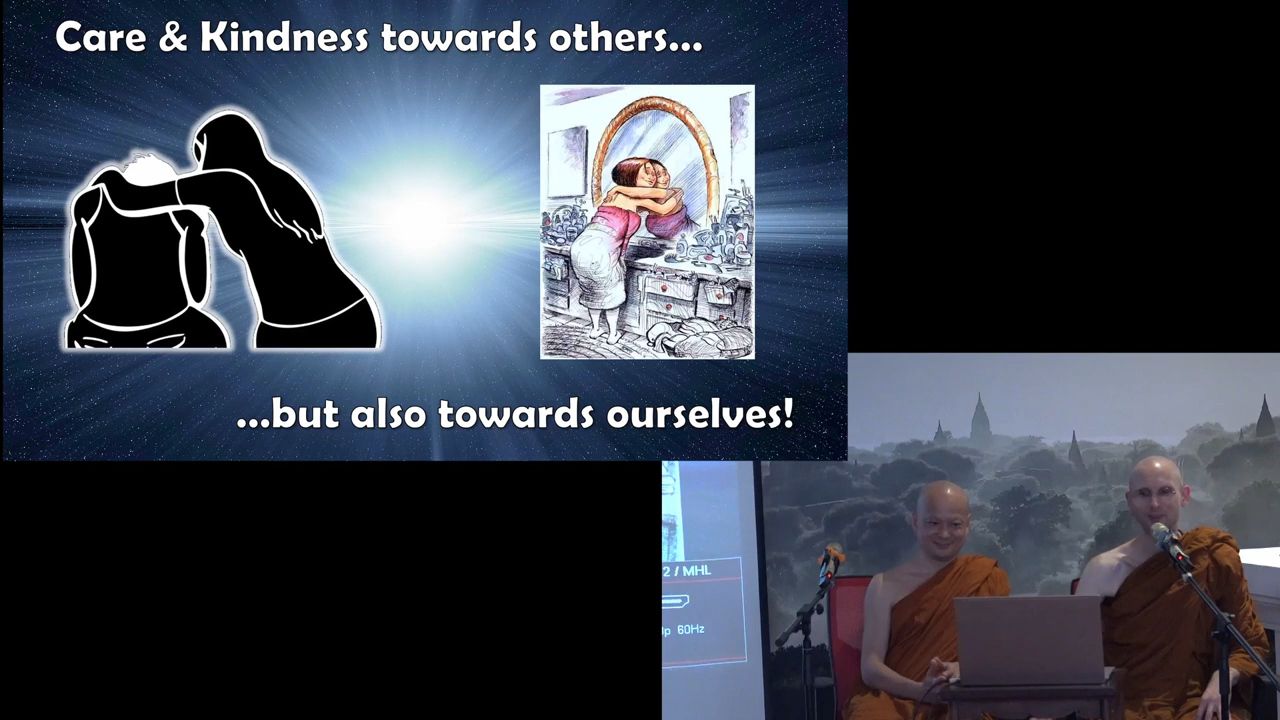 Care & Kindness towards others...
...but also towards ourselves!
2 / MHL
60Hz